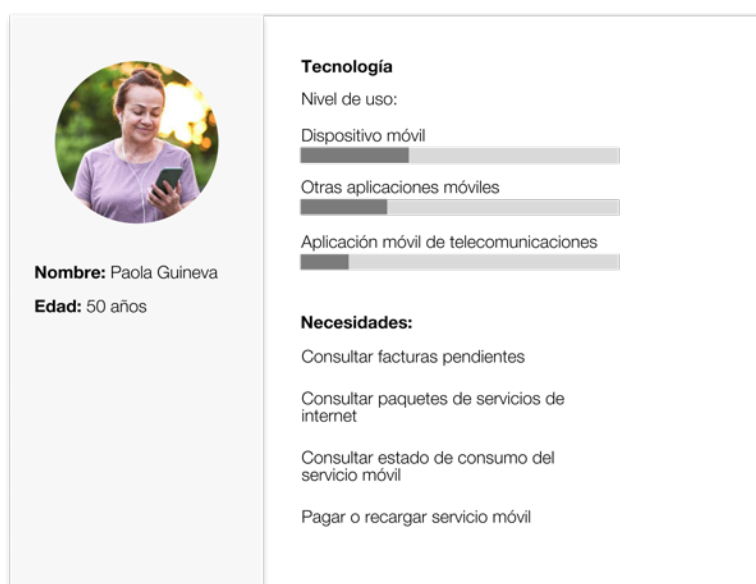 Nombre: Paola Guineva
Edad: 50 años
Tecnología
Nivel de uso:
Dispositivo móvil
Otras aplicaciones móviles
Aplicación móvil de telecomunicaciones
Necesidades:
Consultar facturas pendientes
Consultar paquetes de servicios de
internet
Consultar estado de consumo del
servicio móvil
Pagar o recargar servicio móvil